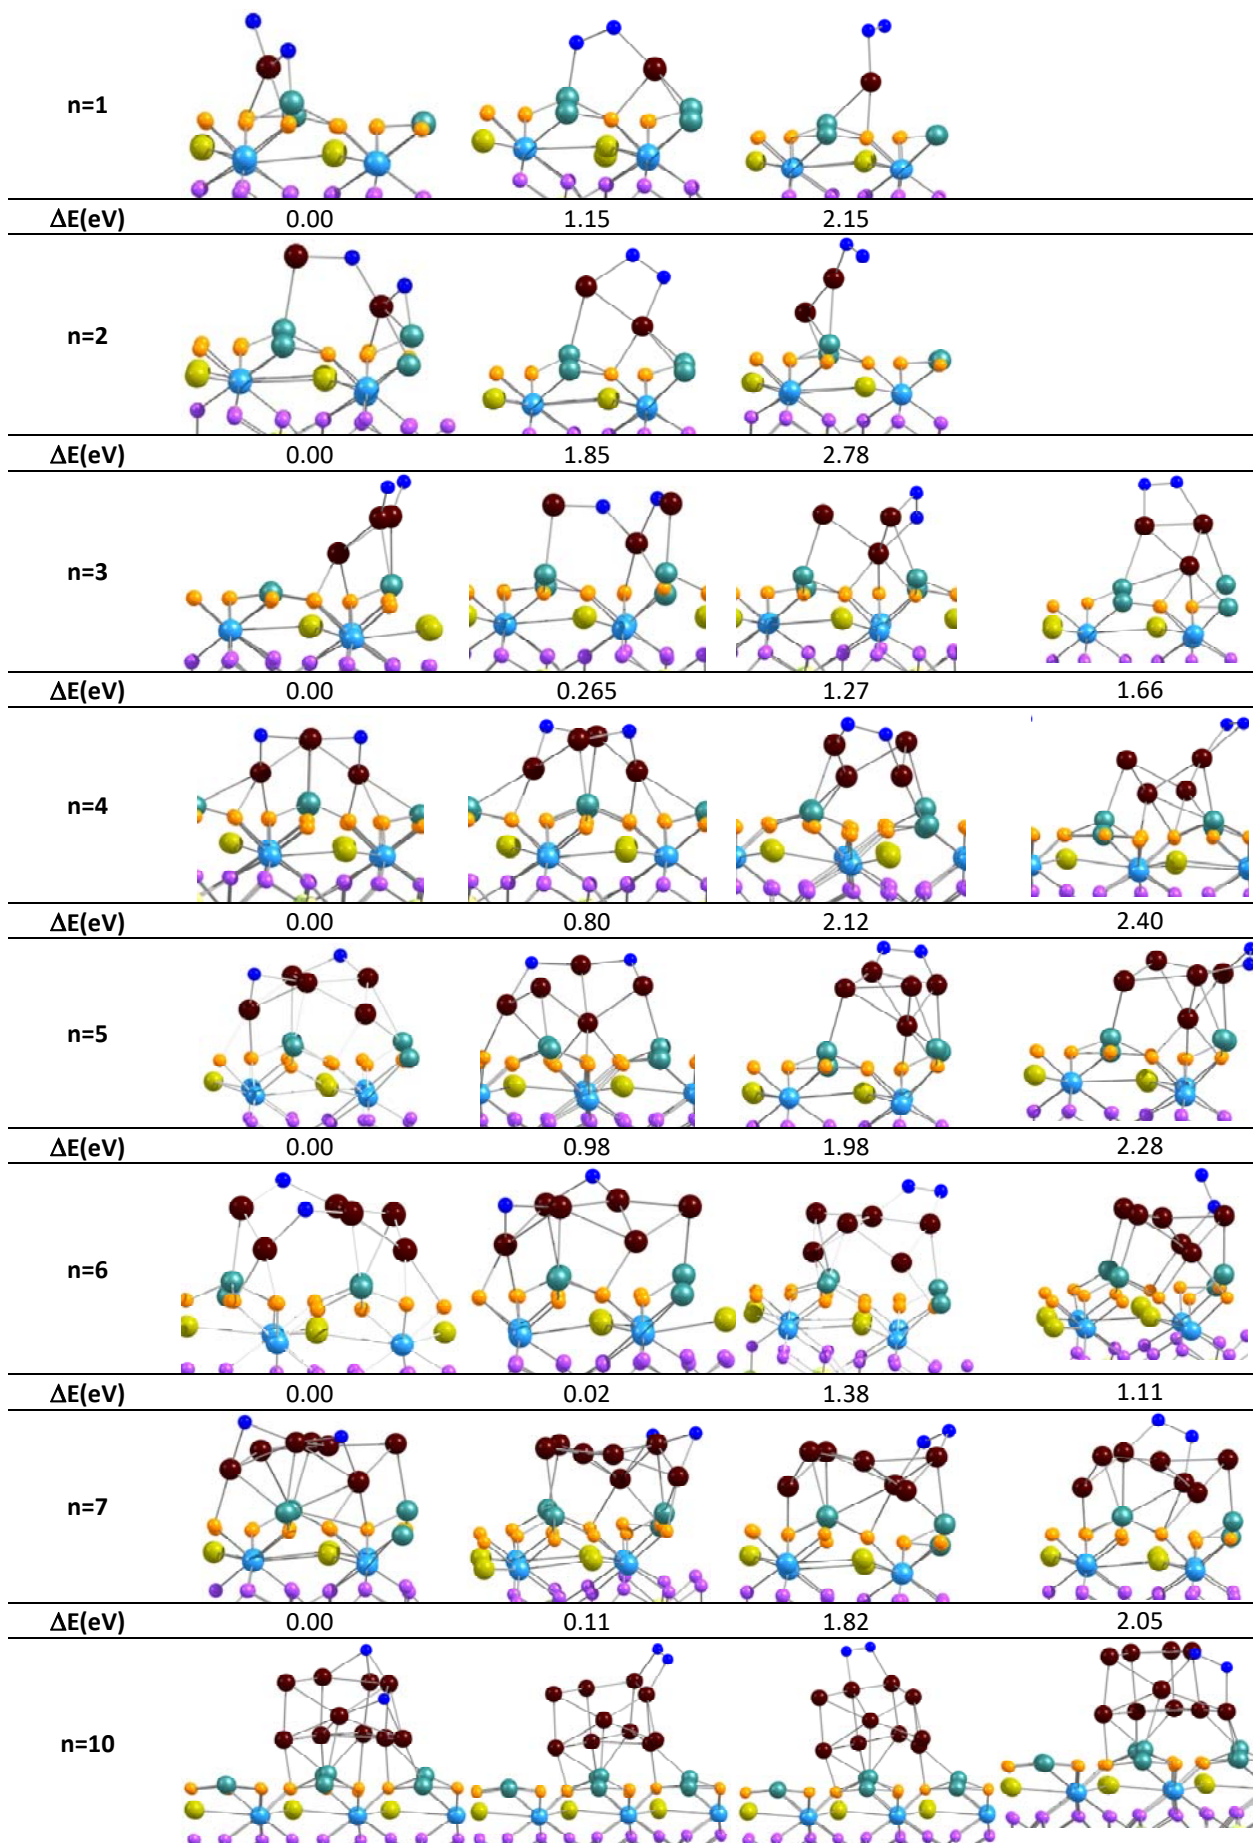 n=1
ΔE(eV) 0.00 1.15 2.15
n=2
ΔE(eV) 0.00 1.85 2.78
n=3
ΔE(eV) 0.00 0.265 1.27 1.66
n=4
ΔE(eV) 0.00 0.80 2.12 2.40
n=5
ΔE(eV) 0.00 0.98 1.98 2.28
n=6
ΔE(eV) 0.00 0.02 1.38 1.11
n=7
ΔE(eV) 0.00 0.11 1.82 2.05
n=10